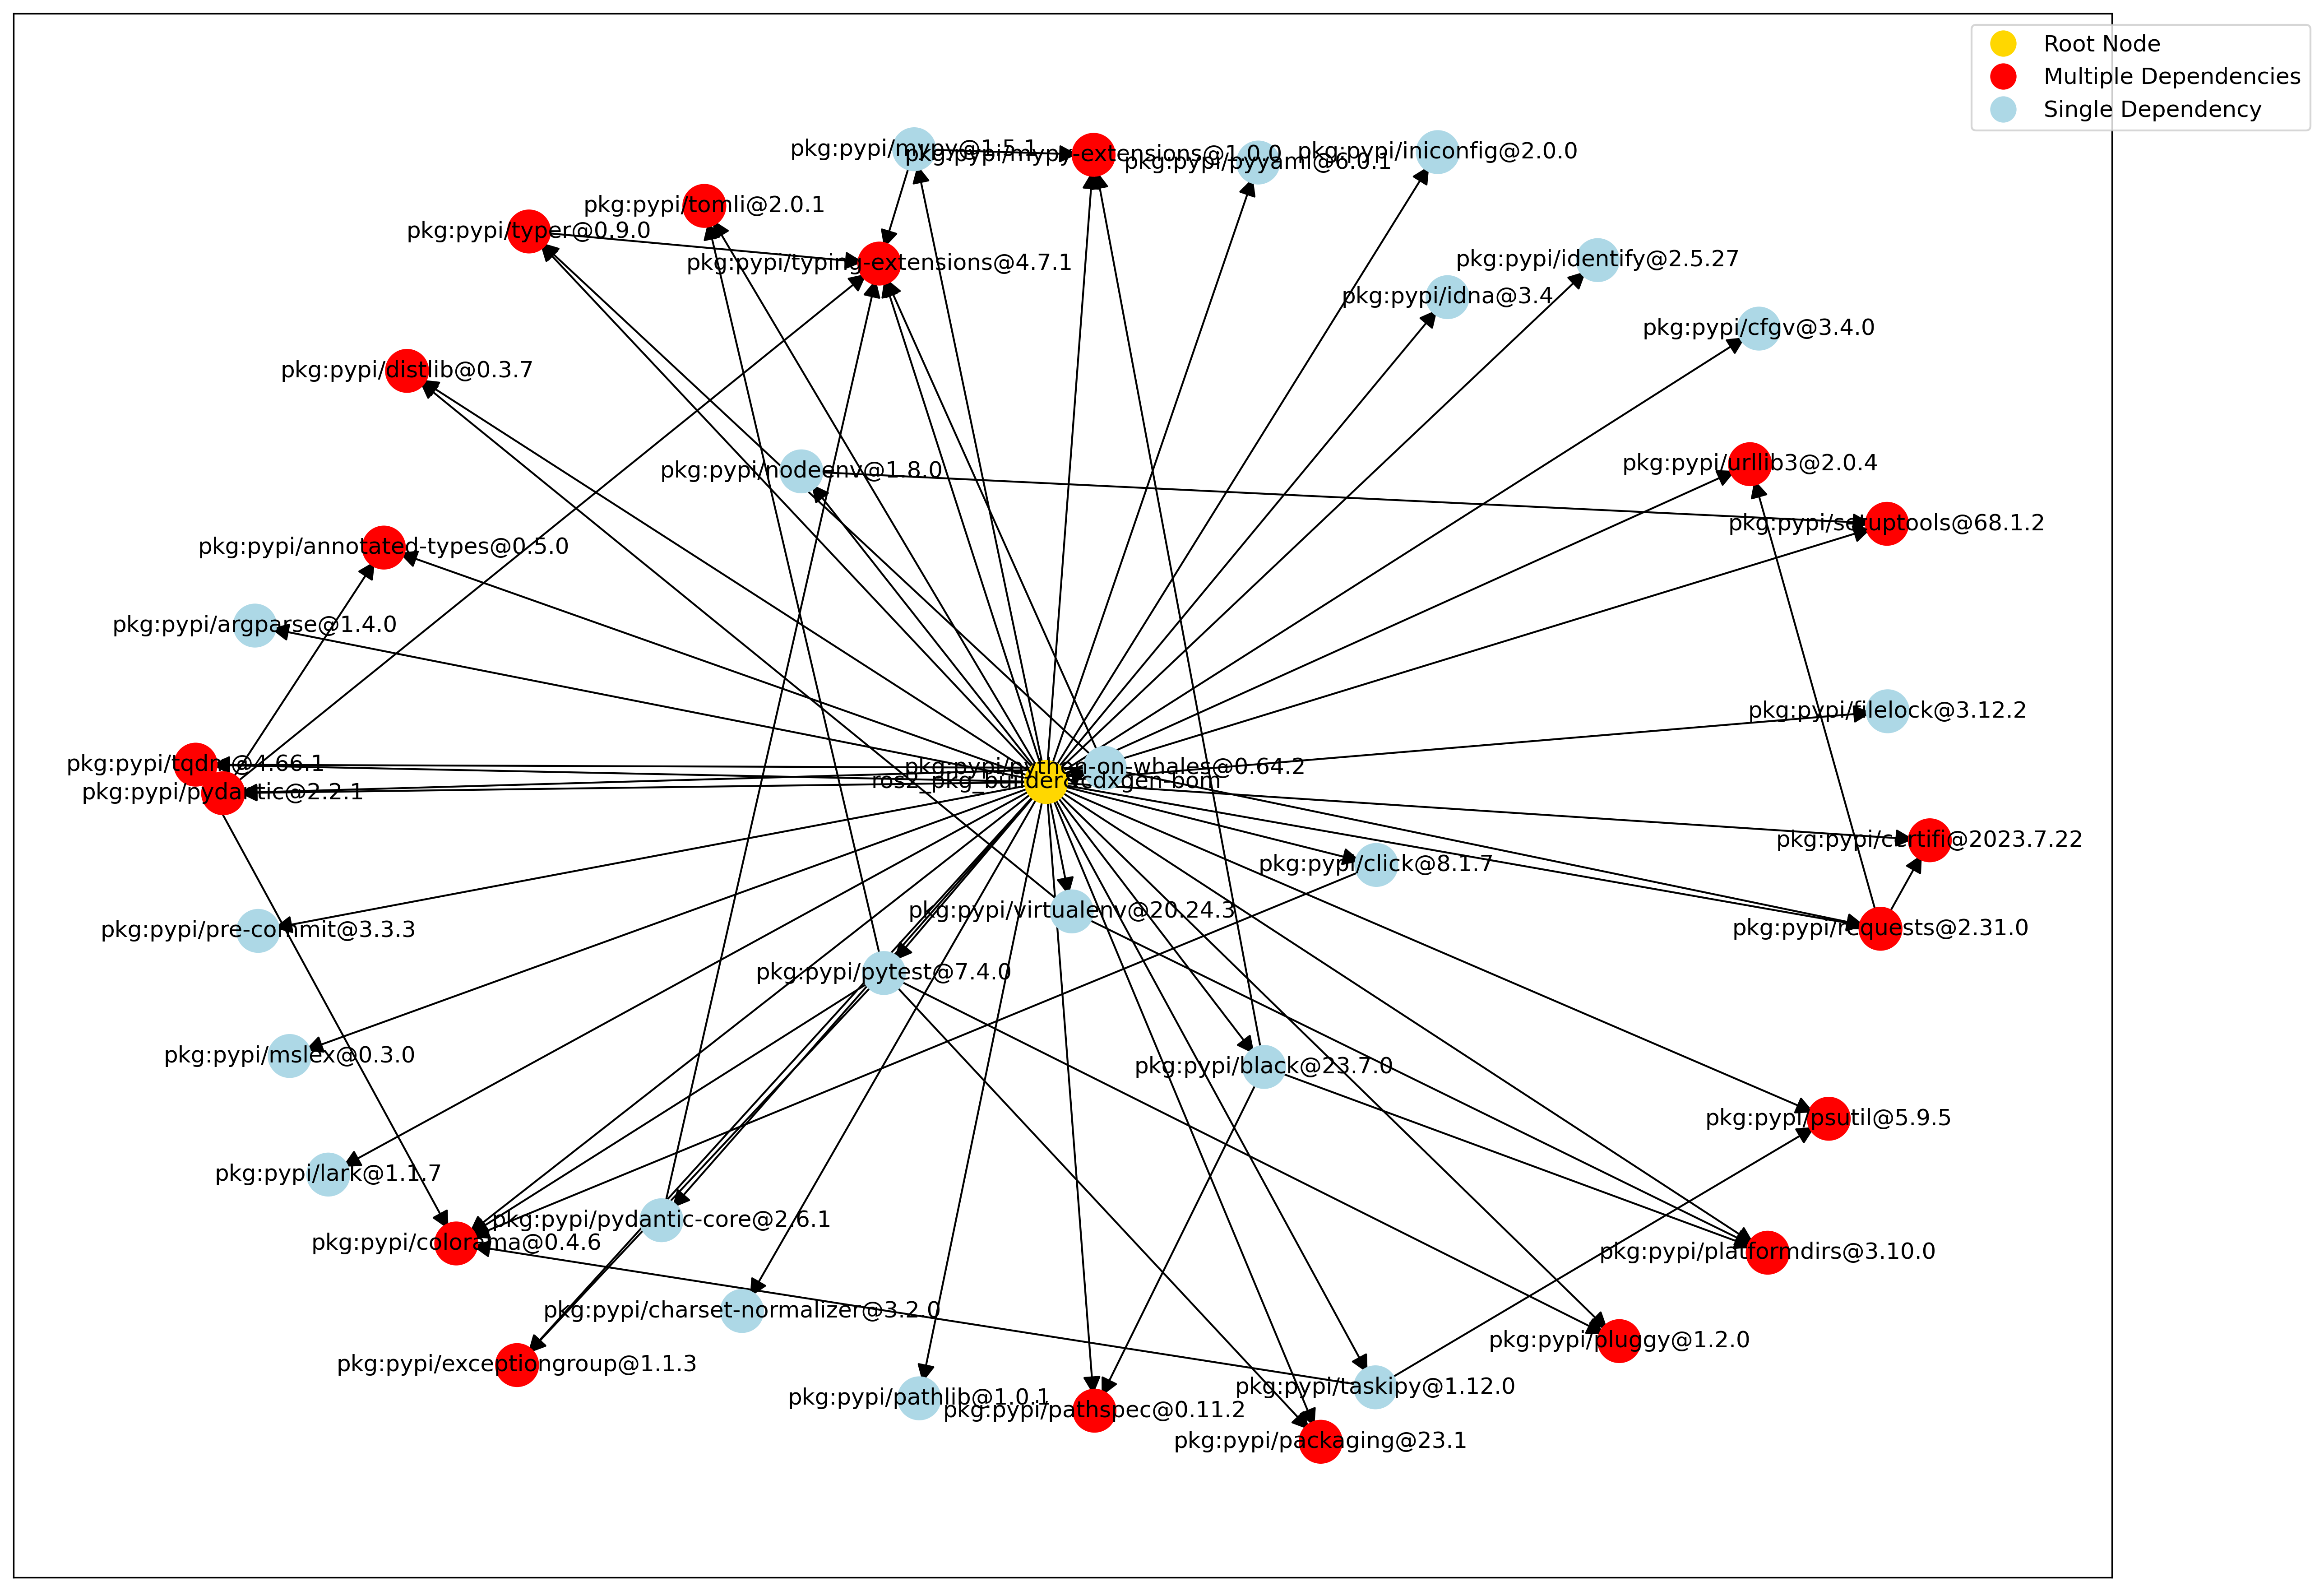 Root Node
Multiple Dependencies
Single Dependency
pkg:pypi/mypy@1.5.1
pkg:pypi/mypy-extensions@1.0.0
pkg:pypi/pyyaml@6.0.1
pkg:pypi/iniconfig@2.0.0
pkg:pypi/tomli@2.0.1
pkg:pypi/typer@0.9.0
pkg:pypi/typing-extensions@4.7.1
pkg:pypi/identify@2.5.27
pkg:pypi/idna@3.4
pkg:pypi/cfgv@3.4.0
pkg:pypi/distlib@0.3.7
pkg:pypi/nodeenv@1.8.0
pkg:pypi/urllib3@2.0.4
pkg:pypi/setuptools@68.1.2
pkg:pypi/annotated-types@0.5.0
pkg:pypi/argparse@1.4.0
pkg:pypi/filelock@3.12.2
pkg:pypi/tqdm@4.66.1
pkg:pypi/python-on-whales@0.64.2
ros2_pkg_builder@cdxgen-bom
pkg:pypi/pydantic@2.2.1
pkg:pypi/certifi@2023.7.22
pkg:pypi/click@8.1.7
pkg:pypi/virtualenv@20.24.3
pkg:pypi/pre-commit@3.3.3
pkg:pypi/requests@2.31.0
pkg:pypi/pytest@7.4.0
pkg:pypi/mslex@0.3.0
pkg:pypi/black@23.7.0
pkg:pypi/psutil@5.9.5
pkg:pypi/lark@1.1.7
pkg:pypi/pydantic-core@2.6.1
pkg:pypi/colorama@0.4.6
pkg:pypi/platformdirs@3.10.0
pkg:pypi/charset-normalizer@3.2.0
pkg:pypi/pluggy@1.2.0
pkg:pypi/exceptiongroup@1.1.3
pkg:pypi/taskipy@1.12.0
pkg:pypi/pathlib@1.0.1
pkg:pypi/pathspec@0.11.2
pkg:pypi/packaging@23.1